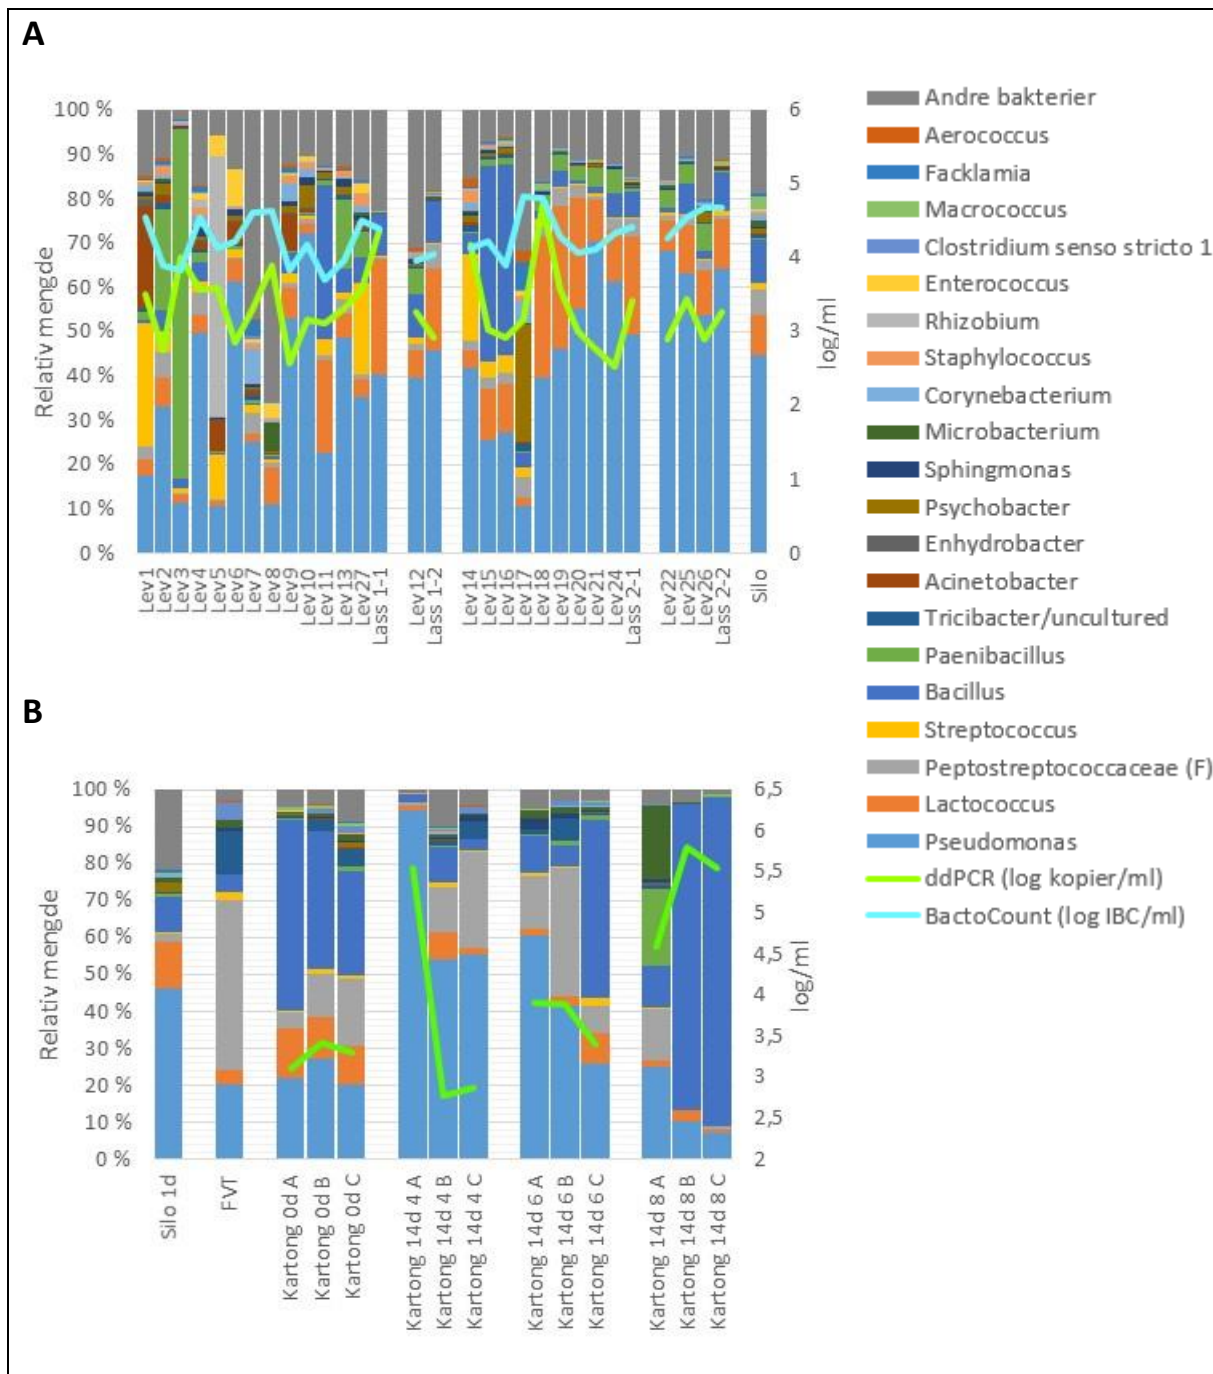 A
100 %
90 %
80 %
70 %
60 %
50 %
40 %
30 %
20 %
10 %
0 %
Relativ mengde
6
5
4
3
2
1
0
log/ml
Lev1
Lev2
Lev3
Lev4
Lev5
Lev6
Lev7
Lev8
Lev9
Lev10
Lev11
Lev13
Lev27
Lass 1-1
Lev12
Lass 1-2
Lev14
Lev15
Lev16
Lev17
Lev18
Lev19
Lev20
Lev21
Lev24
Lass 2-1
Lev22
Lev25
Lev26
Lass 2-2
Silo
Andre bakterier
Aerococcus
Facklamia
Macrococcus
Clostridium senso stricto 1
Enterococcus
Rhizobium
Staphylococcus
Corynebacterium
Microbacterium
Sphingmonas
Psychobacter
Enhydrobacter
Acinetobacter
Tricibacter/uncultured
Paenibacillus
Bacillus
Streptococcus
Peptostreptococcaceae (F)
Lactococcus
Pseudomonas
ddPCR (log kopier/ml)
BactoCount (log IBC/ml)
B
100 %
90 %
80 %
70 %
60 %
50 %
40 %
30 %
20 %
10 %
0 %
Relativ mengde
6,5
6
5,5
5
4,5
4
3,5
3
2,5
2
log/ml
Silo 1d
FVT
Kartong 0d A
Kartong 0d B
Kartong 0d C
Kartong 14d 4 A
Kartong 14d 4 B
Kartong 14d 4 C
Kartong 14d 6 A
Kartong 14d 6 B
Kartong 14d 6 C
Kartong 14d 8 A
Kartong 14d 8 B
Kartong 14d 8 C